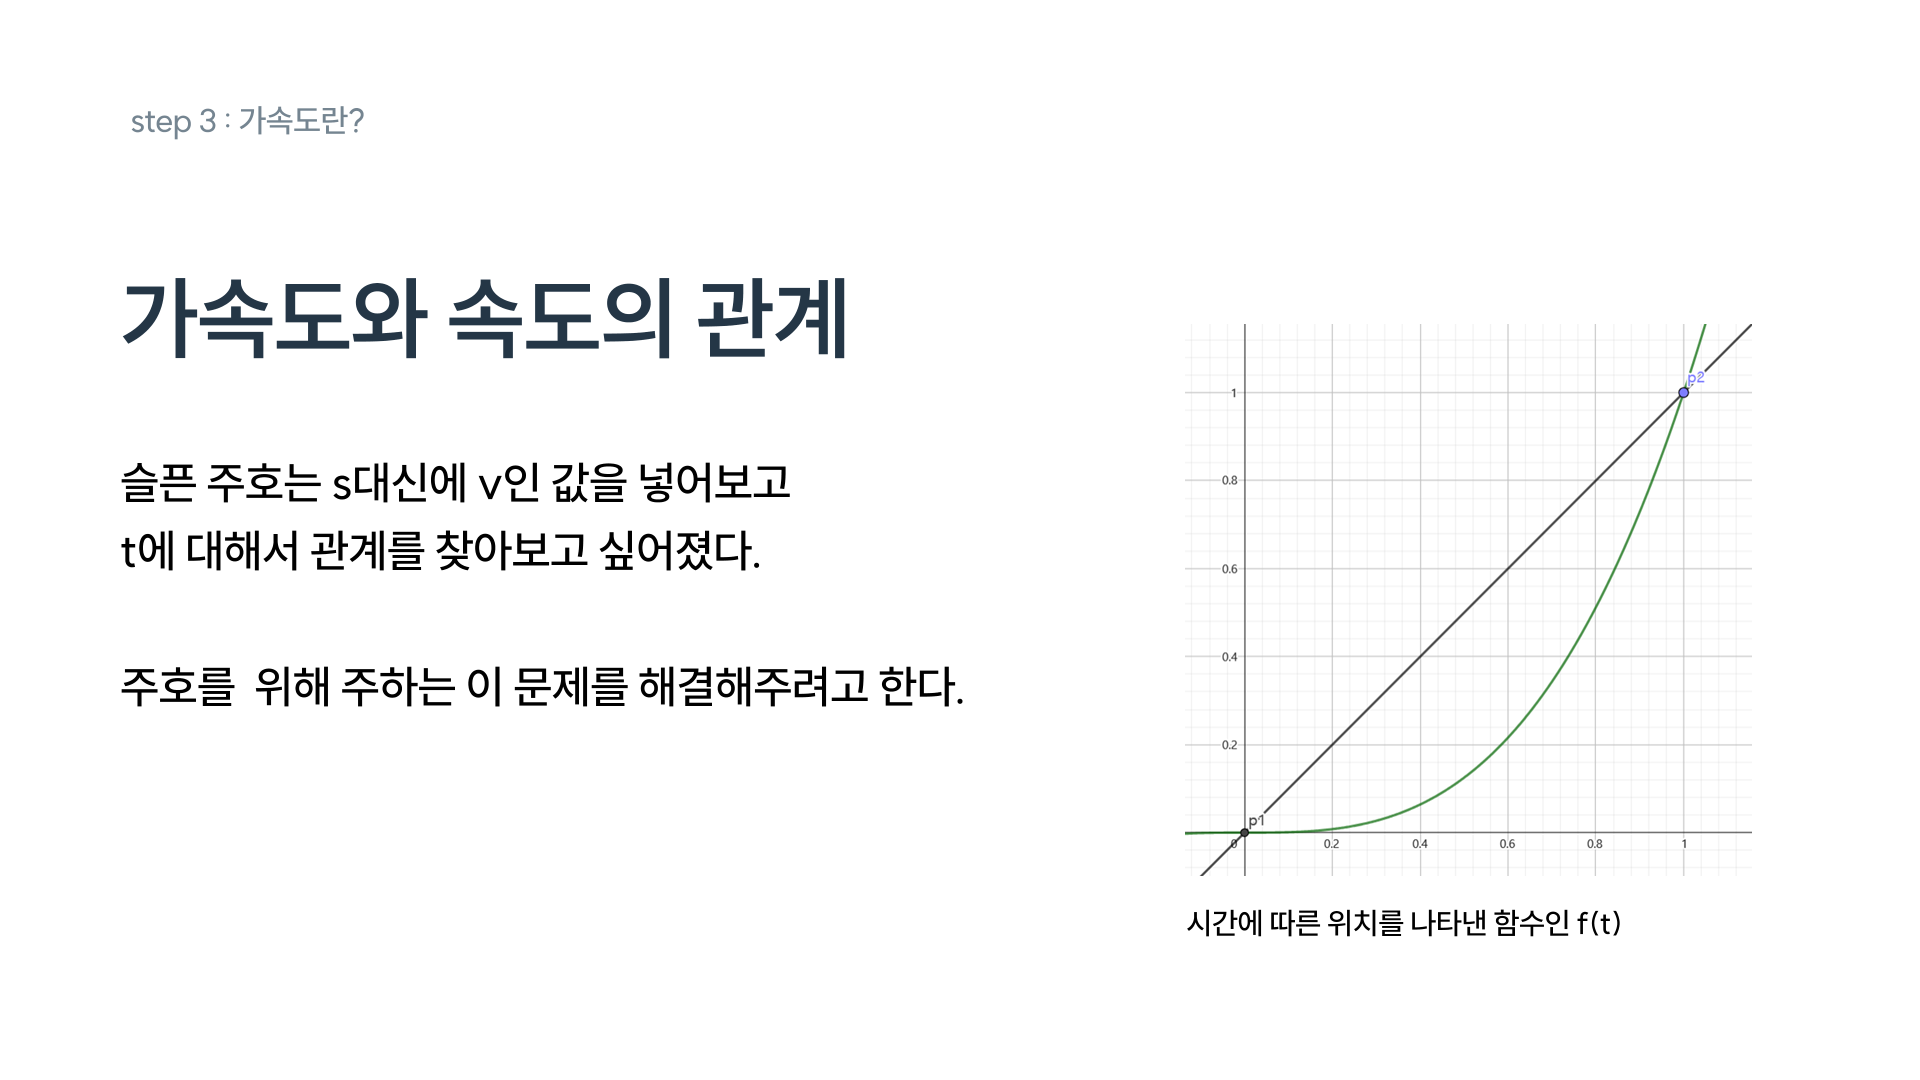 step 3 : 가속도란?
가속도와 속도의 관계
슬픈 주호는 s대신에 v인 값을 넣어보고
t에 대해서 관계를 찾아보고 싶어졌다.
주호를  위해 주하는 이 문제를 해결해주려고 한다.
p2
1
0.8
0.6
0.4
0.2
p1
0
0.2
0.4
0.6
0.8
1
시간에 따른 위치를 나타낸 함수인 f(t)